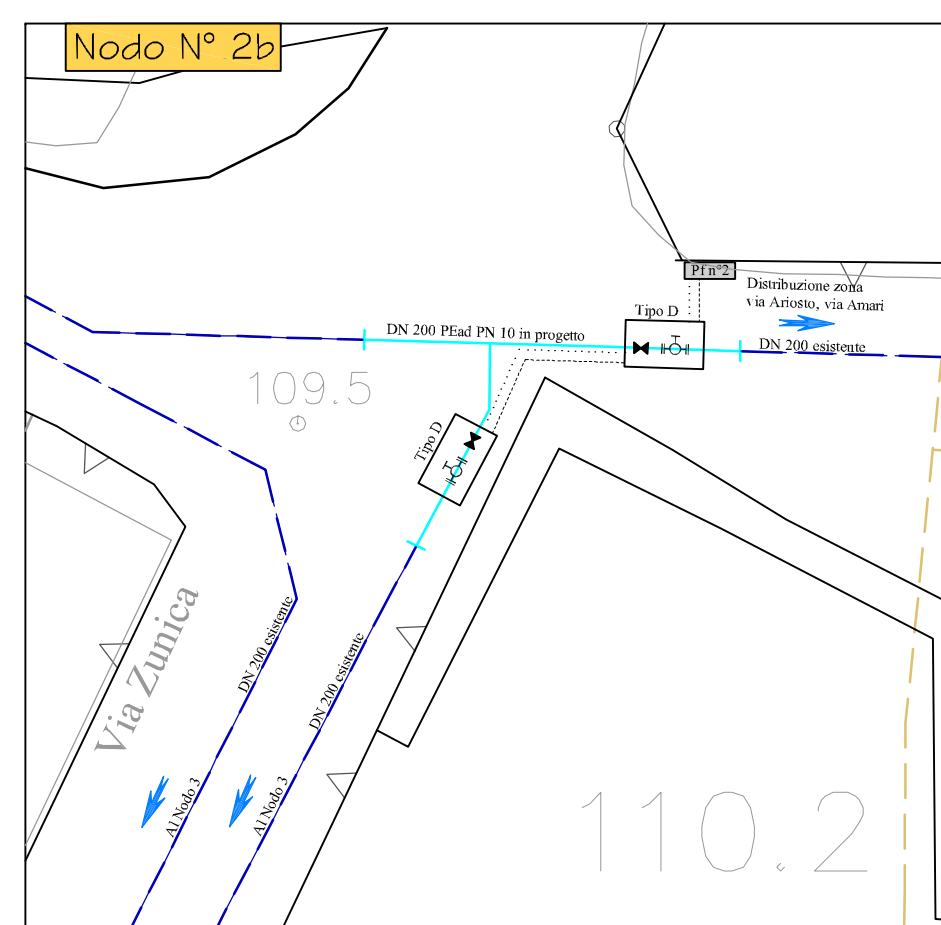 Nodo N° 2b
Pf n°2
Distribuzione zona
via Ariosto, via Amari
Tipo D
DN 200 PEad PN 10 in progetto
DN 200 esistente
109.5
Tipo D
Via Zunica
DN 200 esistente
DN 200 esistente
Al Nodo 3
Al Nodo 3
110.2